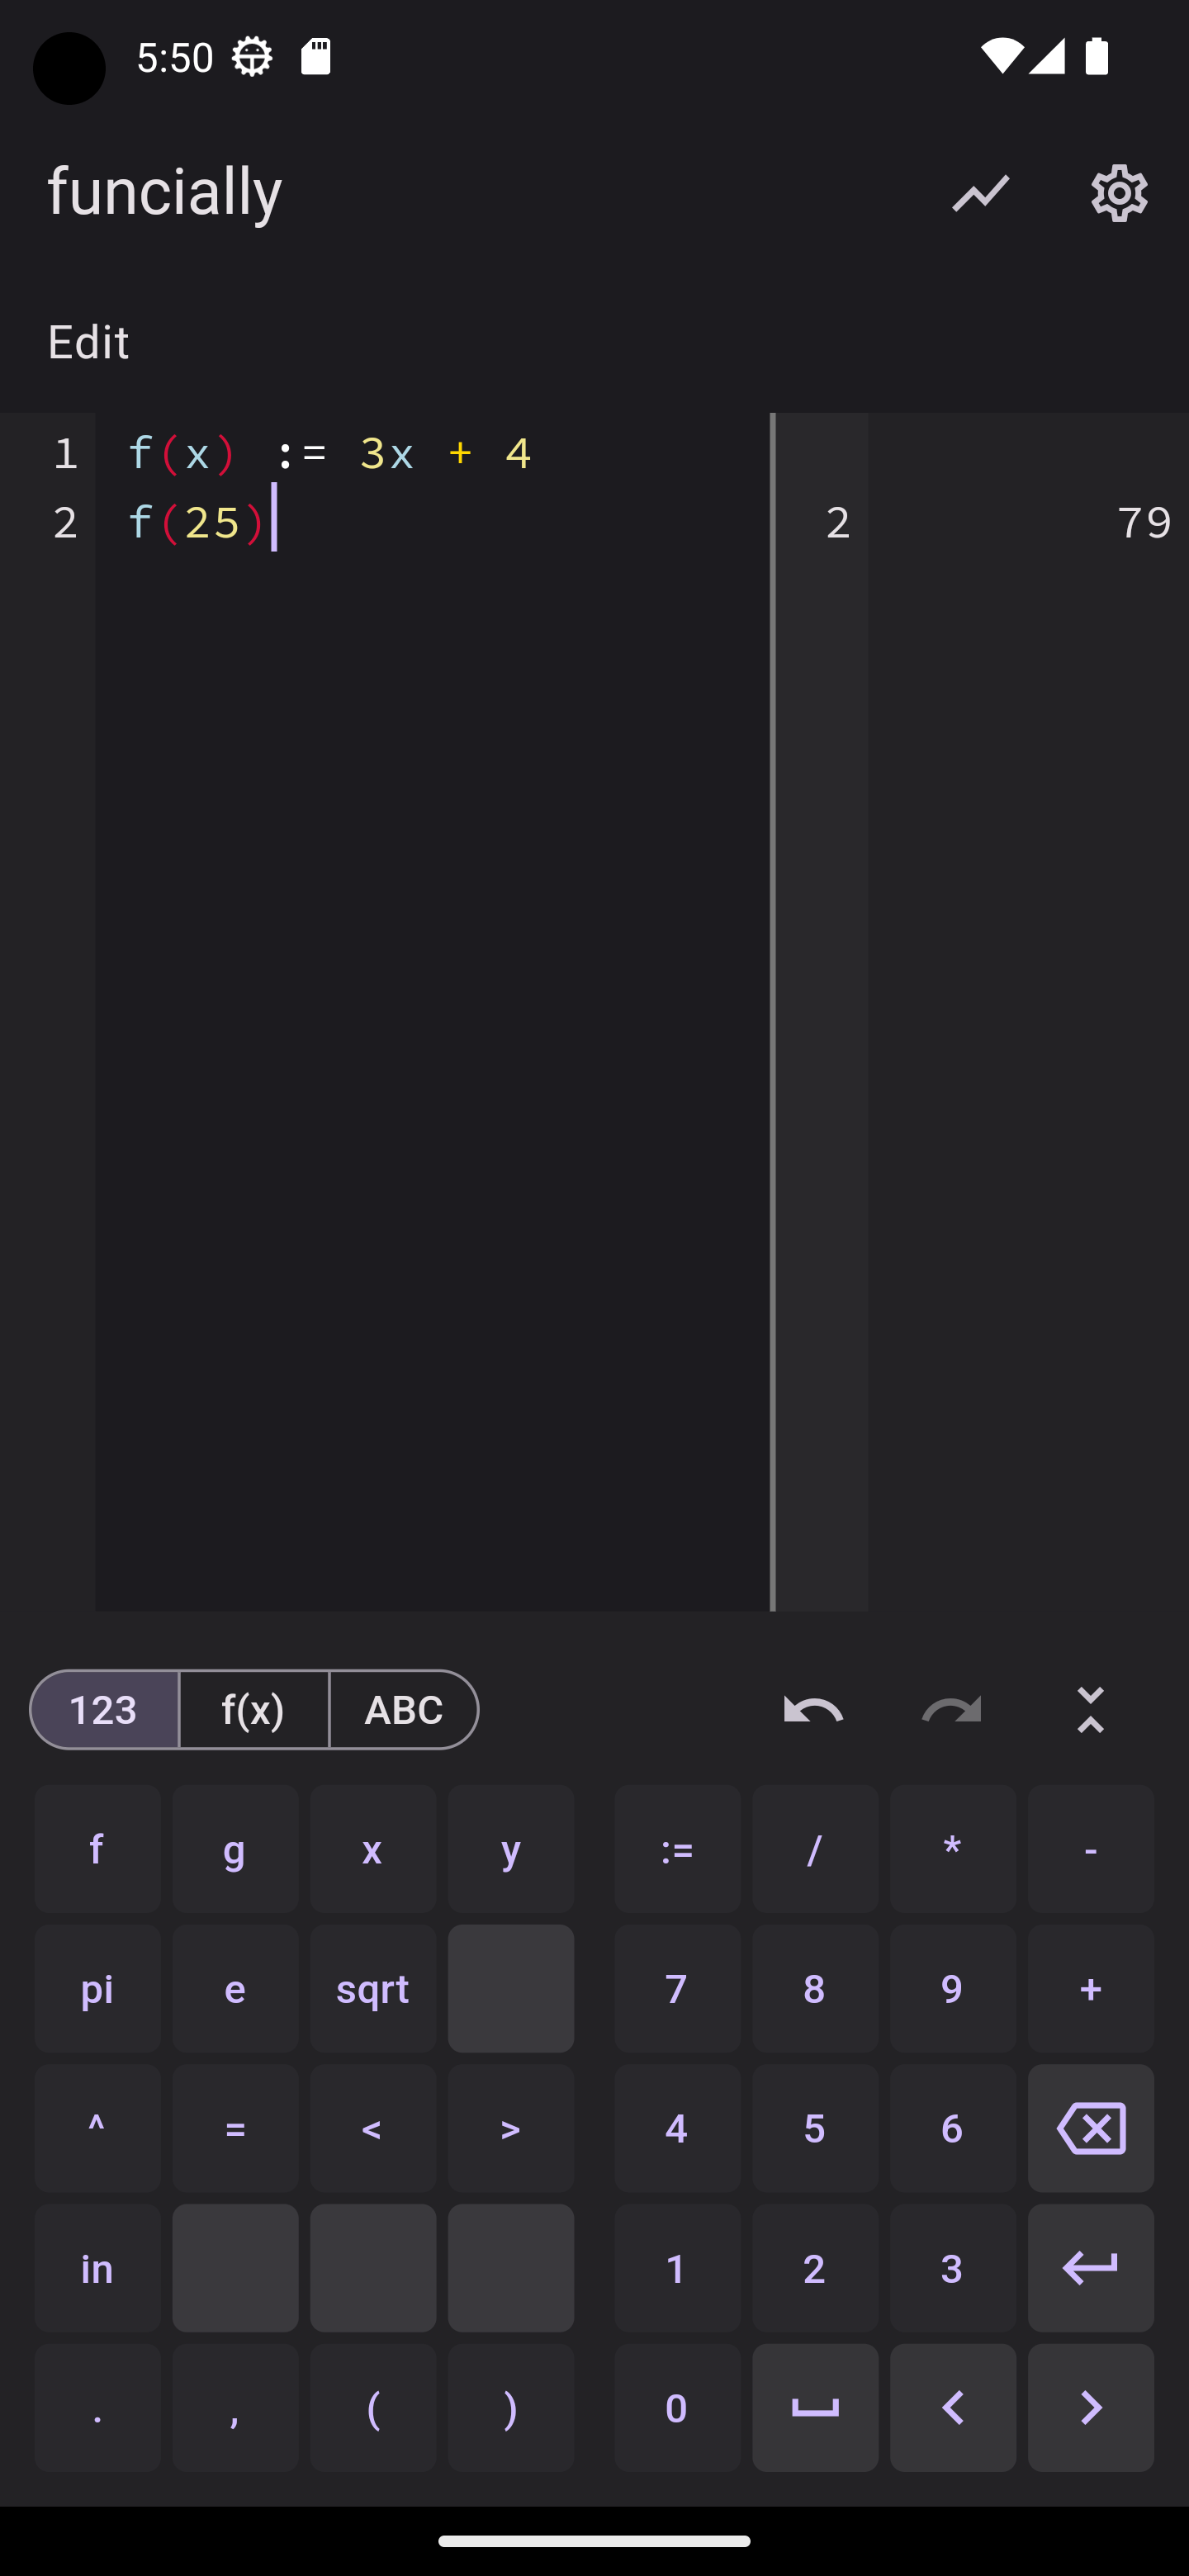 5:50
funcially
Edit
1 f(x) := 3x + 4
2 f(25) 2 79
123 f(x) ABC
f g x y := / * -
pi e sqrt 7 8 9 +
^ = < > 4 5 6
in 1 2 3
. , ( ) 0